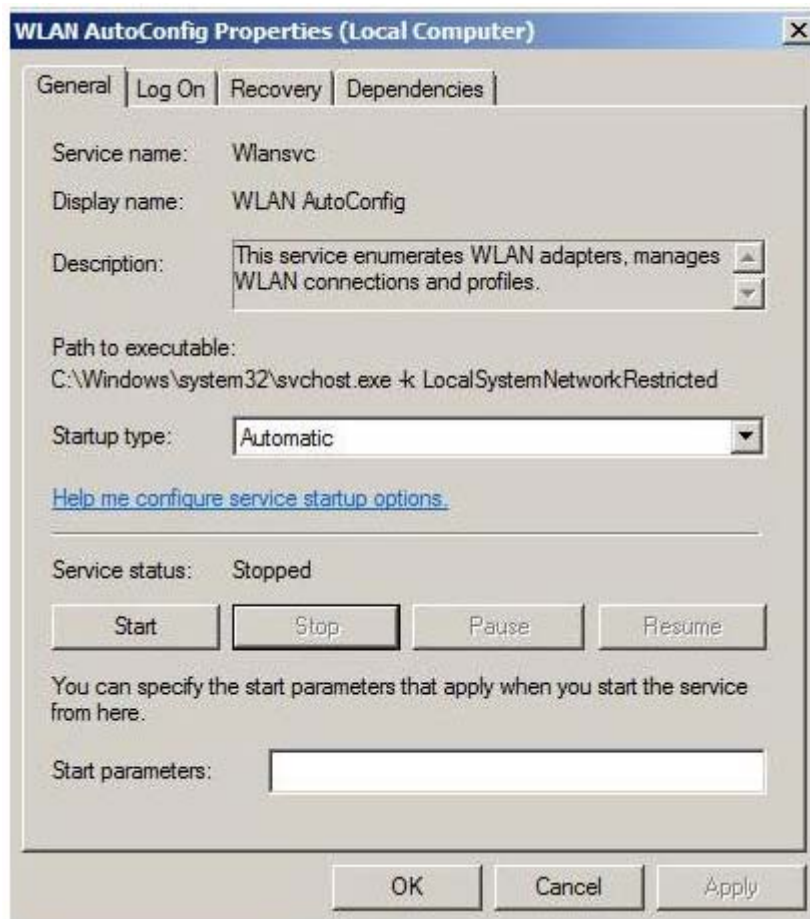 WLAN AutoConfig Properties (Local Computer)
General Log On Recovery Dependencies
Service name: Wlansvc
Display name: WLAN AutoConfig
Description: This service enumerates WLAN adapters, manages
WLAN connections and profiles.
Path to executable:
C:\Windows\system32\svchost.exe -k LocalSystemNetworkRestricted
Startup type: Automatic
Help me configure service startup options.
Service status: Stopped
Start Stop Pause Resume
You can specify the start parameters that apply when you start the service
from here.
Start parameters:
OK Cancel Apply